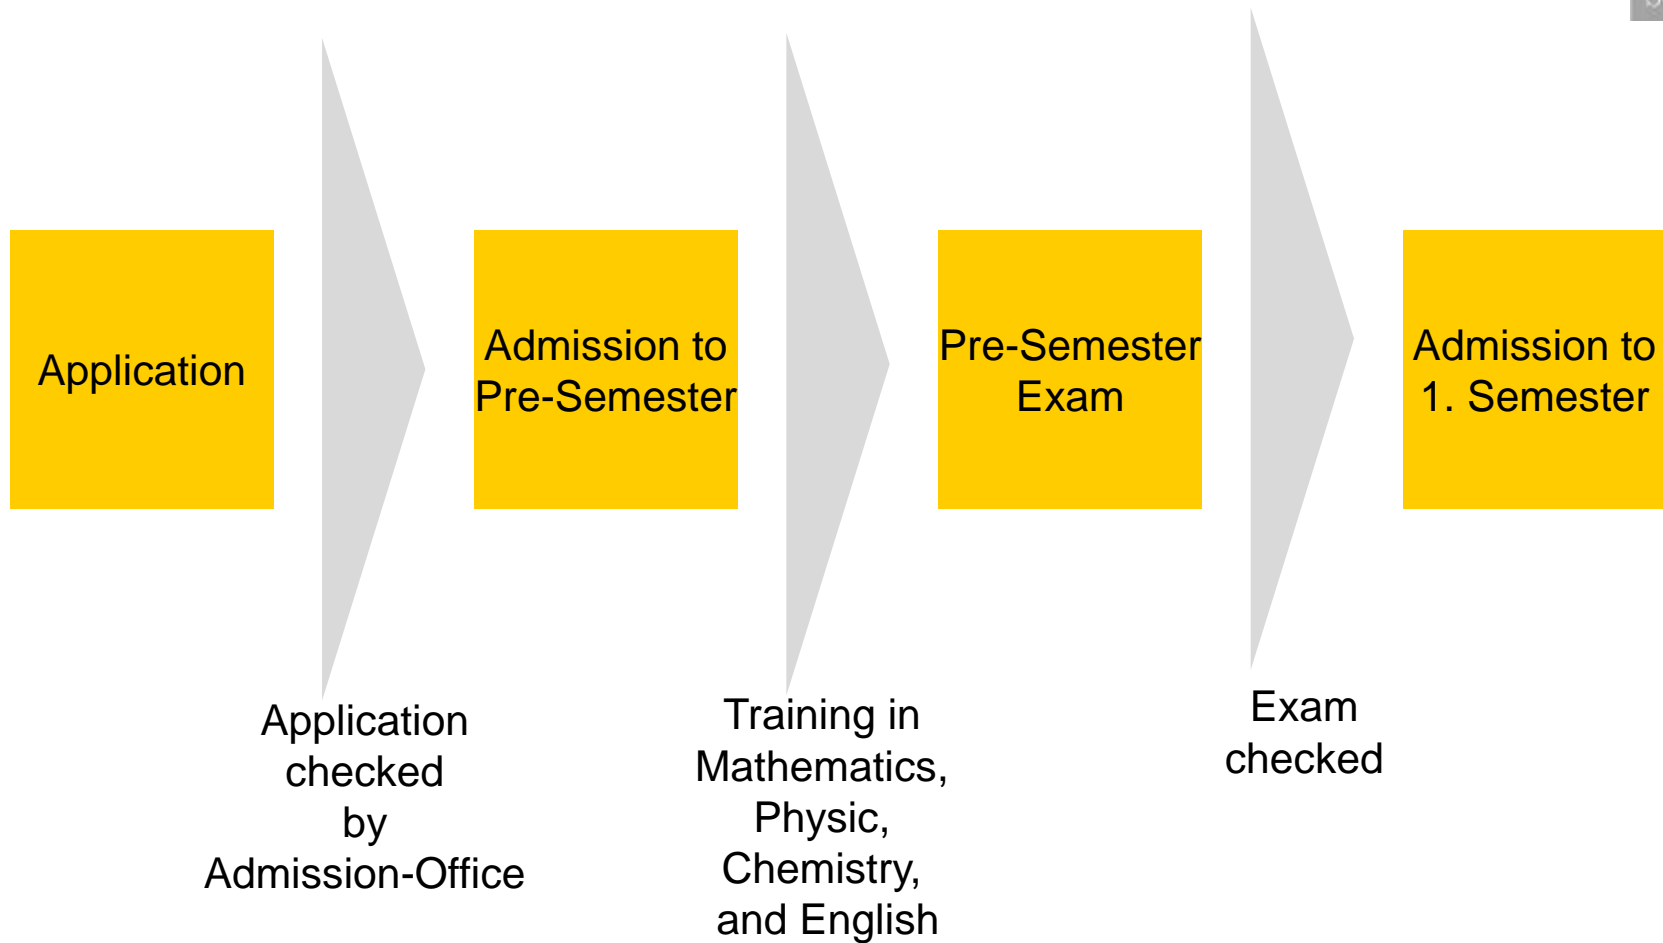 Application
Admission to
Pre-Semester
Pre-Semester
Exam
Admission to
1. Semester
Application
checked
by
Admission-Office
Training in
Mathematics,
Physic,
Chemistry,
and English
Exam
checked